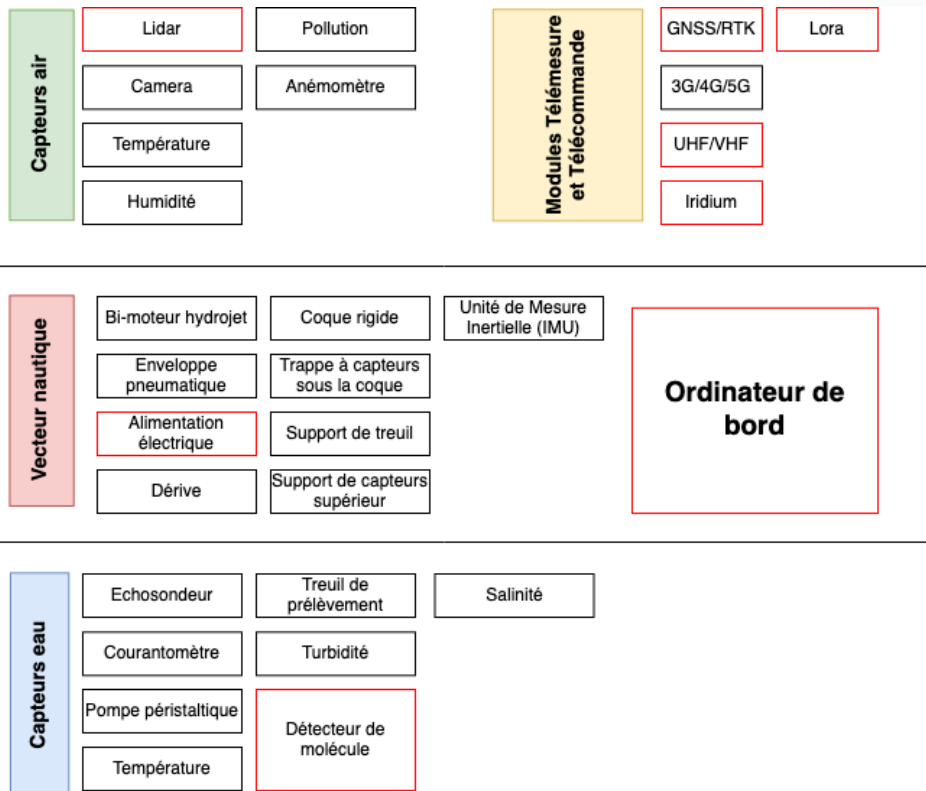 Capteurs air
Lidar
Pollution
Camera
Anémomètre
Température
Humidité
Modules Télémesure
et Télécommande
GNSS/RTK
Lora
3G/4G/5G
UHF/VHF
Iridium
Vecteur nautique
Bi-moteur hydrojet
Coque rigide
Unité de Mesure
Inertielle (IMU)
Enveloppe
pneumatique
Trappe à capteurs
sous la coque
Alimentation
électrique
Support de treuil
Dérive
Support de capteurs
supérieur
Ordinateur de
bord
Capteurs eau
Echosondeur
Treuil de
prélèvement
Salinité
Courantomètre
Turbidité
Pompe péristaltique
Détecteur de
molécule
Température